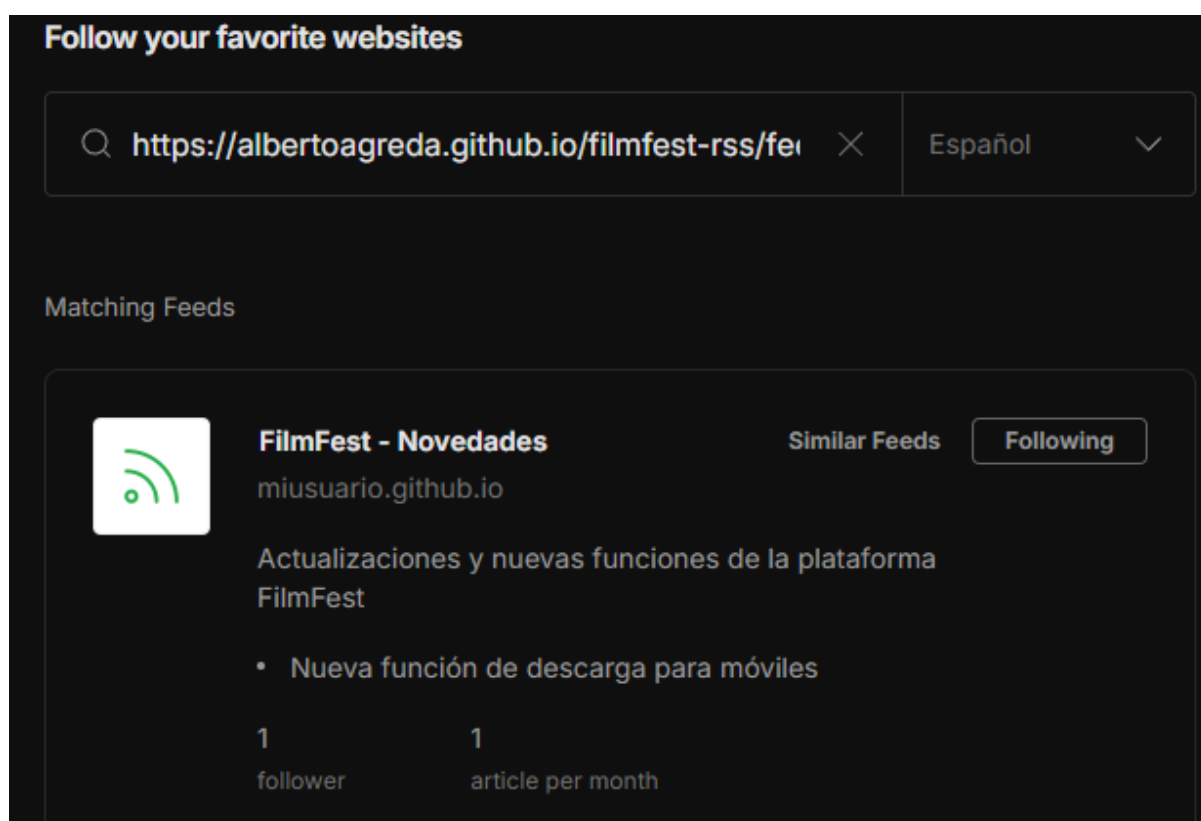 Follow your favorite websites
https://albertoagreda.github.io/filmfest-rss/fe
Español
Matching Feeds
FilmFest - Novedades
Similar Feeds
Following
miusuario.github.io
Actualizaciones y nuevas funciones de la plataforma
FilmFest
• Nueva función de descarga para móviles
1
1
follower
article per month